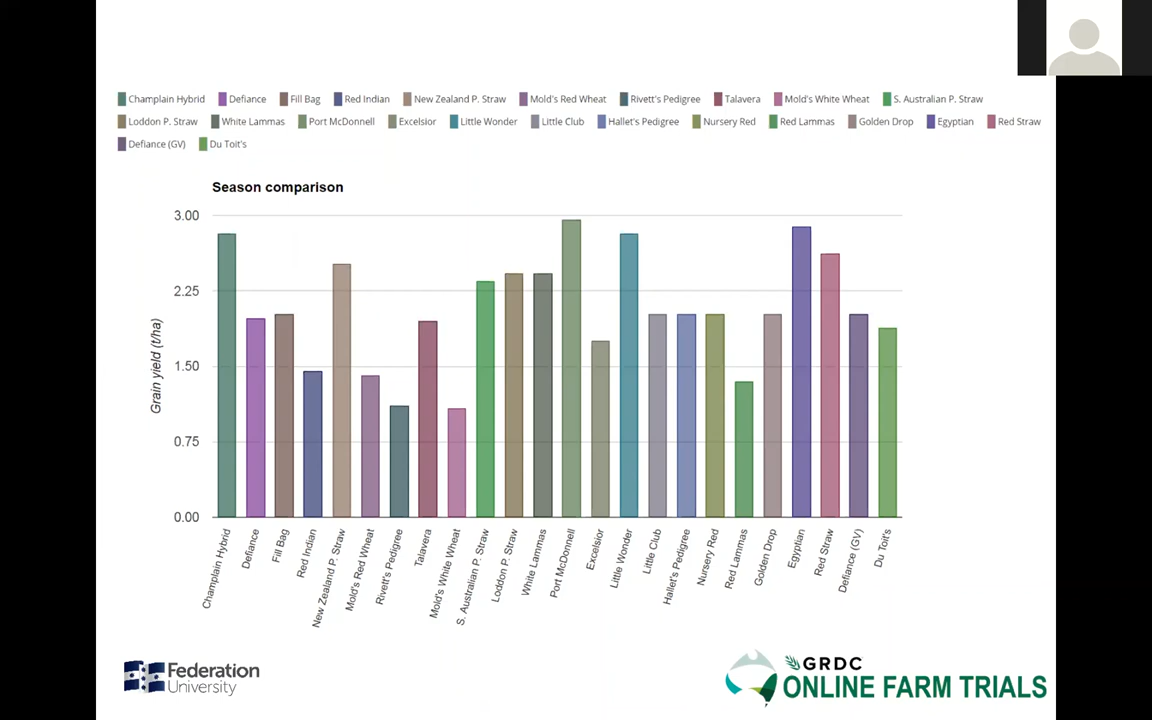 Champlain Hybrid Defiance Fill Bag Red Indian New Zealand P. Straw Mold's Red Wheat Rivett's Pedigree Talavera Mold's White Wheat S. Australian P. Straw
Loddon P. Straw White Lammas Port McDonnell Excelsior Little Wonder Little Club Hallet's Pedigree Nursery Red Red Lammas Golden Drop Egyptian Red Straw
Defiance (GV) Du Toit's
Season comparison
3.00
2.25
1.50
0.75
0.00
Grain yield (t/ha)
Champlain Hybrid
Defiance
Fill Bag
Red Indian
New Zealand P. Straw
Mold's Red Wheat
Rivett's Pedigree
Talavera
Mold's White Wheat
S. Australian P. Straw
Loddon P. Straw
White Lammas
Port McDonnell
Excelsior
Little Wonder
Little Club
Hallet's Pedigree
Nursery Red
Red Lammas
Golden Drop
Egyptian
Red Straw
Defiance (GV)
Du Toit's
Federation
University
GRDC
ONLINE FARM TRIALS